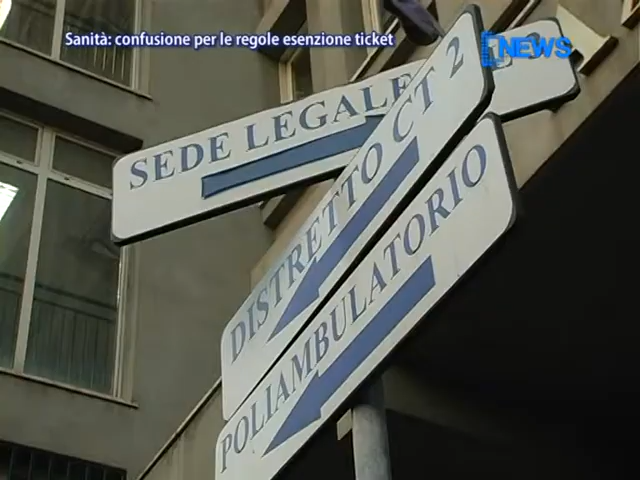 Sanità: confusione per le regole esenzione ticket
NEWS
SEDE LEGALE
DISTRETTO CT 2
POLIAMBULATORIO